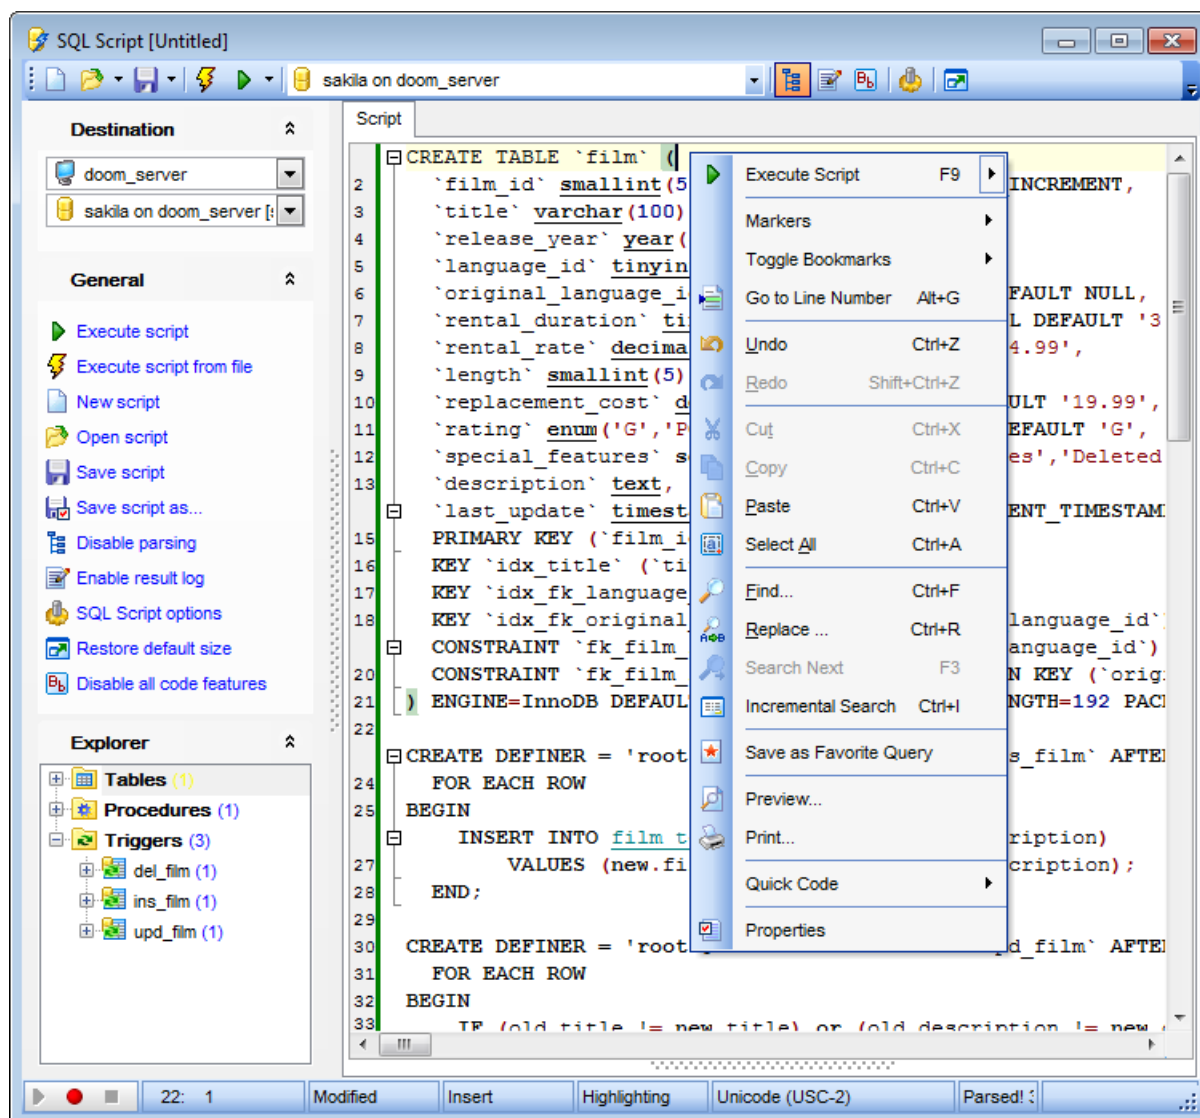 SQL Script [Untitled]
sakila on doom_server
Destination
doom_server
sakila on doom_server [
General
Execute script
Execute script from file
New script
Open script
Save script
Save script as...
Disable parsing
Enable result log
SQL Script options
Restore default size
Disable all code features
Explorer
Tables (1)
Procedures (1)
Triggers (3)
del_film (1)
ins_film (1)
upd_film (1)
Script
CREATE TABLE `film` (
2 `film_id` smallint(5 INCREMENT,
3 `title` varchar(100)
4 `release_year` year(
5 `language_id` tinyin
6 `original_language_i FAULT NULL,
7 `rental_duration` ti L DEFAULT '3
8 `rental_rate` decima 4.99',
9 `length` smallint(5)
10 `replacement_cost` d ULT '19.99',
11 `rating` enum('G','P EFAULT 'G',
12 `special_features` s es','Deleted
13 `description` text,
`last_update` timest ENT_TIMESTAM
15 PRIMARY KEY (`film_i
16 KEY `idx_title` (`ti
17 KEY `idx_fk_language
18 KEY `idx_fk_original language_id`
CONSTRAINT `fk_film_ anguage_id`)
20 CONSTRAINT `fk_film_ N KEY (`orig
21 ) ENGINE=InnoDB DEFAUL NGTH=192 PAC
22
CREATE DEFINER = 'root s_film` AFTE
24 FOR EACH ROW
25 BEGIN
INSERT INTO film_t ription)
27 VALUES (new.fi cription);
28 END;
29
30 CREATE DEFINER = 'root d_film` AFTE
31 FOR EACH ROW
32 BEGIN
33 IF (old.title != new.title) or (old.description != new.
Execute Script F9
Markers
Toggle Bookmarks
Go to Line Number Alt+G
Undo Ctrl+Z
Redo Shift+Ctrl+Z
Cut Ctrl+X
Copy Ctrl+C
Paste Ctrl+V
Select All Ctrl+A
Find... Ctrl+F
Replace ... Ctrl+R
Search Next F3
Incremental Search Ctrl+I
Save as Favorite Query
Preview...
Print...
Quick Code
Properties
22: 1 Modified Insert Highlighting Unicode (USC-2) Parsed!